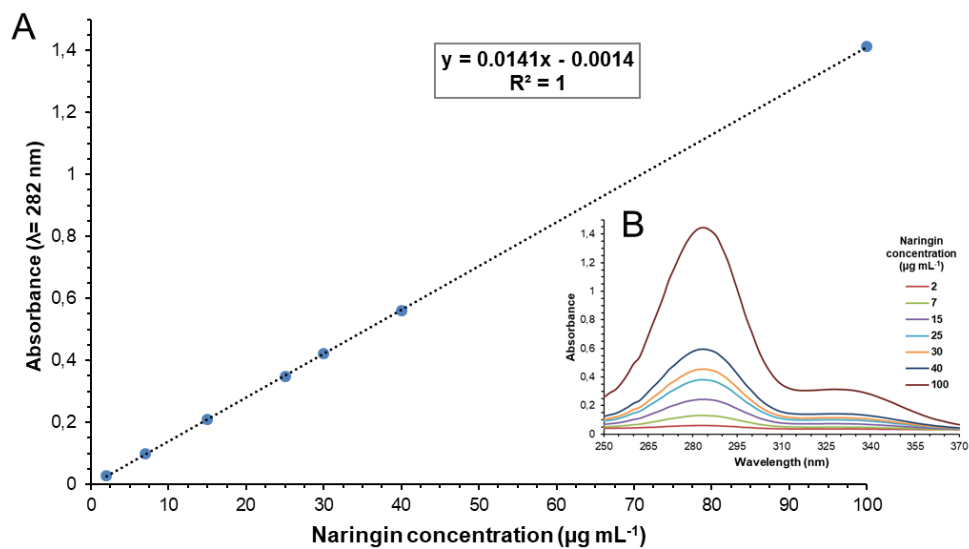 A
y = 0.0141x - 0.0014
R² = 1
Absorbance (λ= 282 nm)
1,4
1,2
1
0,8
0,6
0,4
0,2
0
0 10 20 30 40 50 60 70 80 90 100
Naringin concentration (µg mL⁻¹)
B
Absorbance
1,4
1,2
1
0,8
0,6
0,4
0,2
0
250 265 280 295 310 325 340 355 370
Wavelength (nm)
Naringin
concentration
(µg mL⁻¹)
2
7
15
25
30
40
100